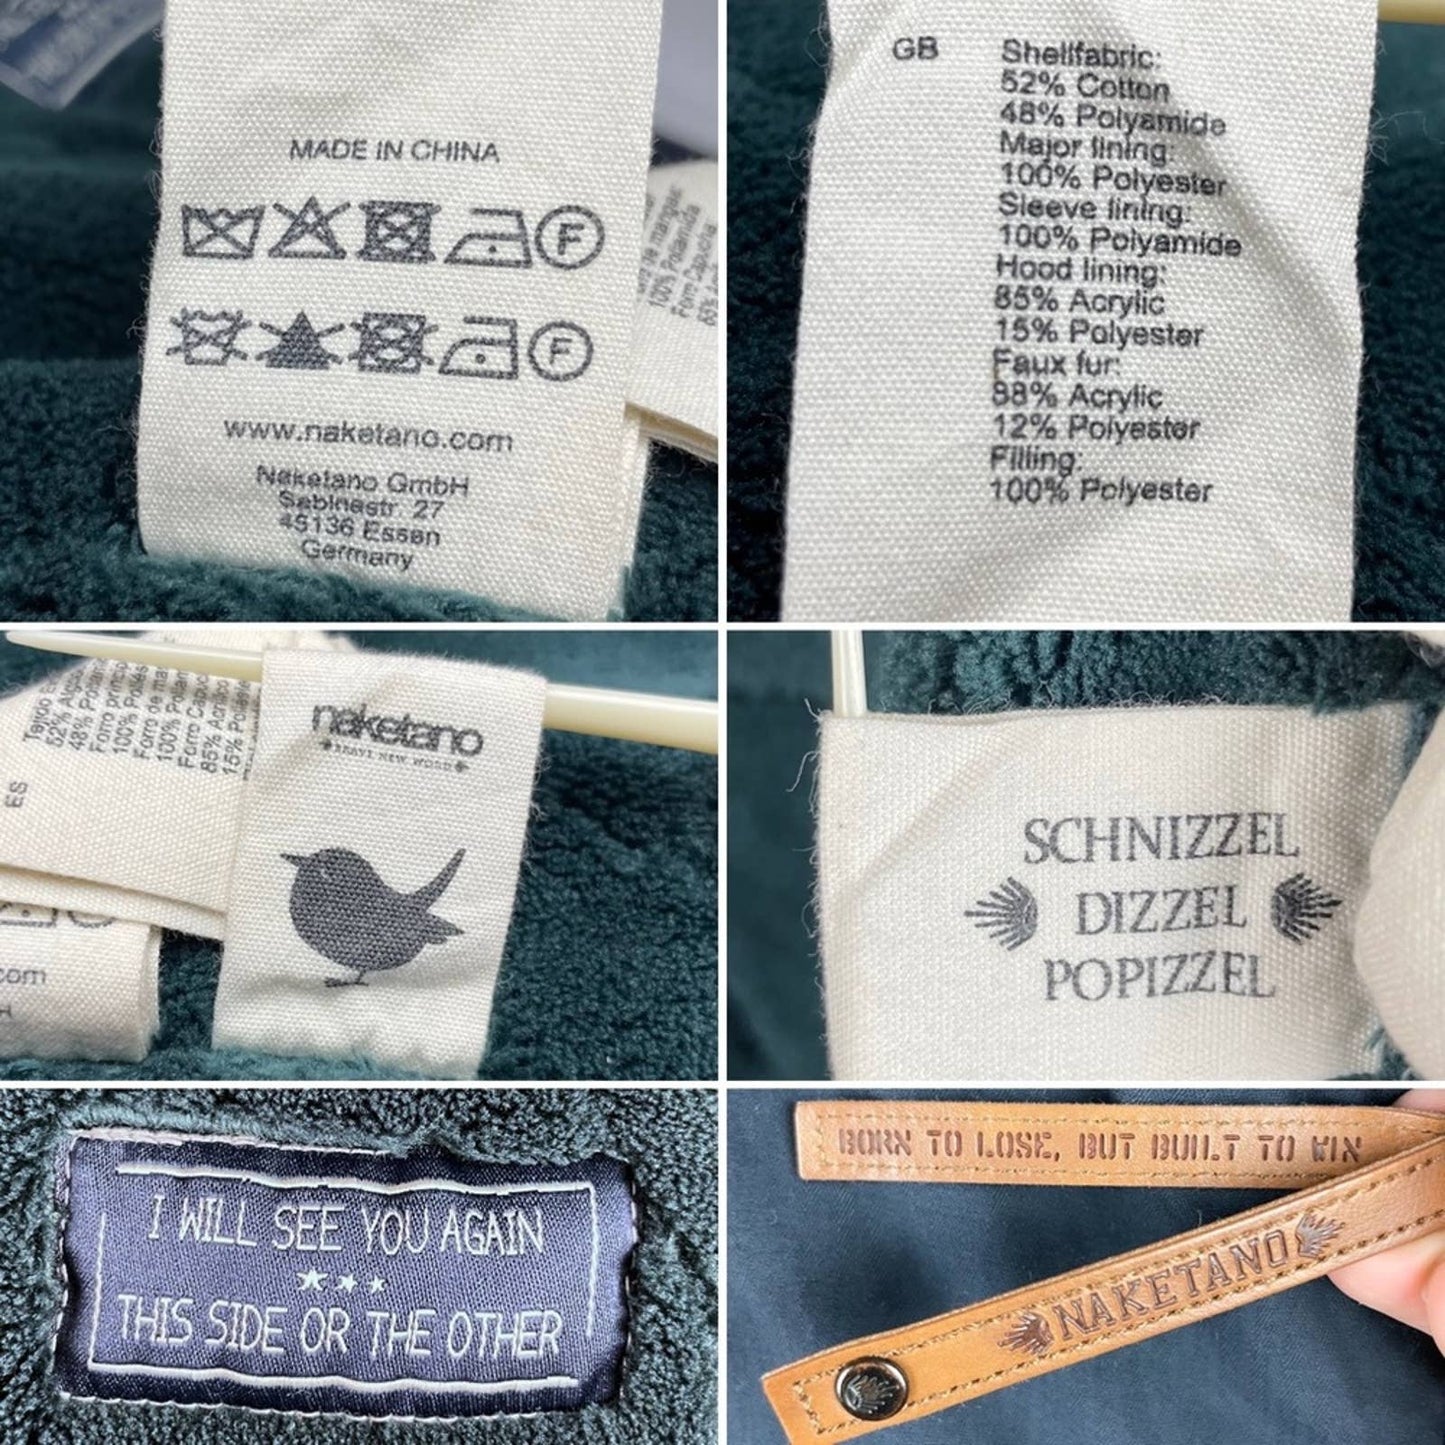 MADE IN CHINA
F
F
www.naketano.com
Naketano GmbH
Sabinastr. 27
45136 Essen
Germany
GB
Shellfabric:
52% Cotton
48% Polyamide
Major lining:
100% Polyester
Sleeve lining:
100% Polyamide
Hood lining:
85% Acrylic
15% Polyester
Faux fur:
88% Acrylic
12% Polyester
Filling:
100% Polyester
naketano
ES
.com
SCHNIZZEL
DIZZEL
POPIZZEL
I WILL SEE YOU AGAIN
THIS SIDE OR THE OTHER
BORN TO LOSE, BUT BUILT TO WIN
NAKETANO